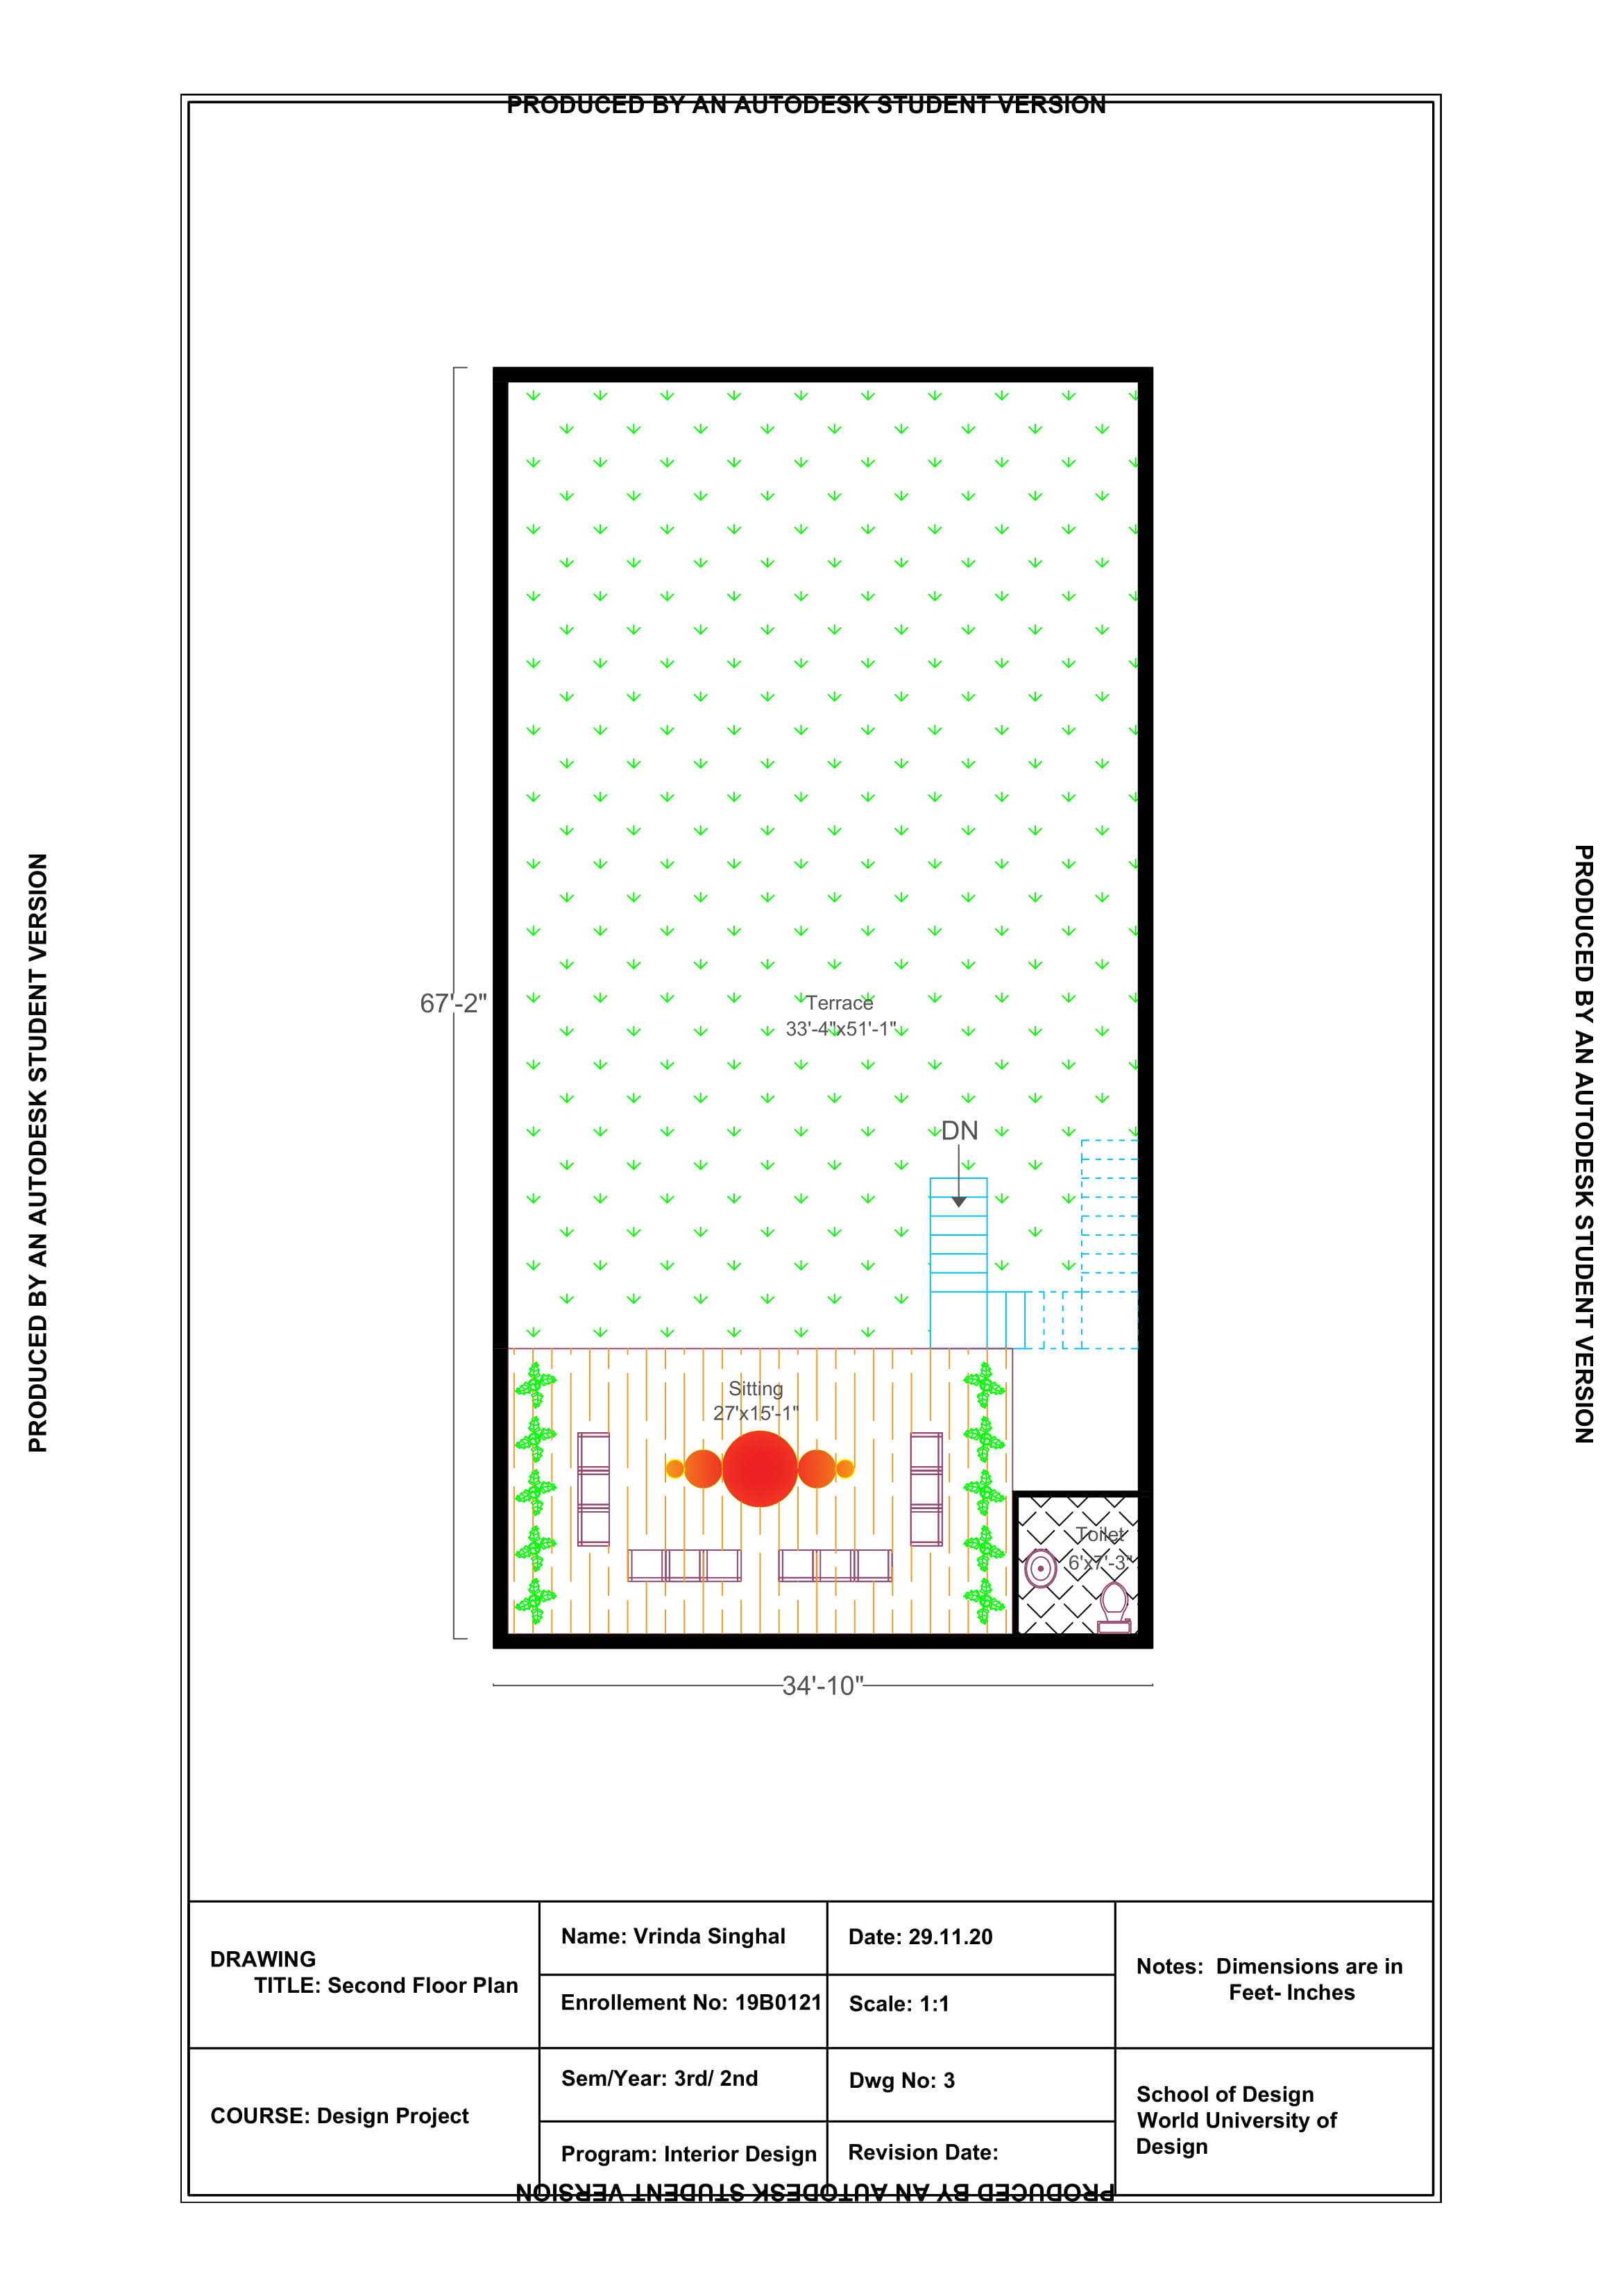 PRODUCED BY AN AUTODESK STUDENT VERSION
PRODUCED BY AN AUTODESK STUDENT VERSION
PRODUCED BY AN AUTODESK STUDENT VERSION
67'-2"
Terrace
33'-4"x51'-1"
DN
Sitting
27'x15'-1"
Toilet
6'x7'-3"
34'-10"
DRAWING
TITLE: Second Floor Plan
Name: Vrinda Singhal
Date: 29.11.20
Notes: Dimensions are in
Feet- Inches
Enrollement No: 19B0121
Scale: 1:1
COURSE: Design Project
Sem/Year: 3rd/ 2nd
Dwg No: 3
School of Design
World University of
Design
Program: Interior Design
Revision Date:
PRODUCED BY AN AUTODESK STUDENT VERSION